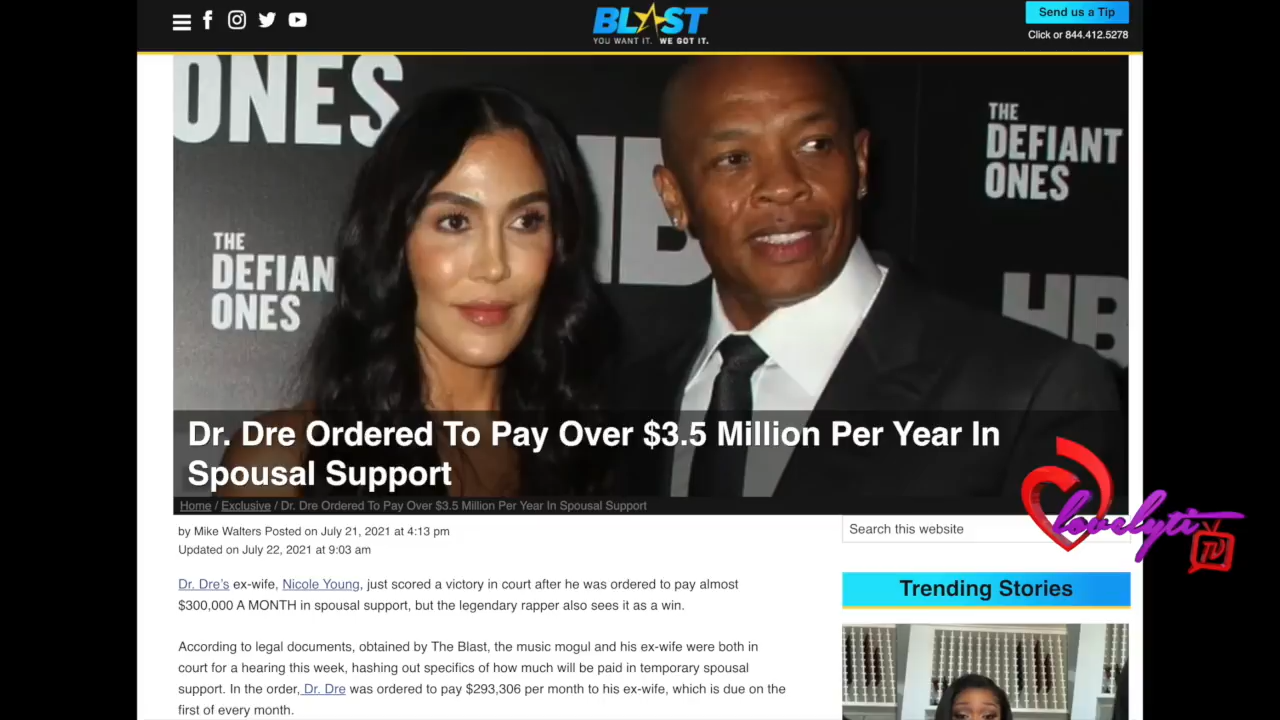 BLAST
YOU WANT IT. WE GOT IT.
Send us a Tip
Click or 844.412.5278
ONES
THE
DEFIANT
ONES
HB
THE
DEFIAN
ONES
HB
Dr. Dre Ordered To Pay Over $3.5 Million Per Year In
Spousal Support
Home / Exclusive / Dr. Dre Ordered To Pay Over $3.5 Million Per Year In Spousal Support
by Mike Walters Posted on July 21, 2021 at 4:13 pm
Updated on July 22, 2021 at 9:03 am
Dr. Dre's ex-wife, Nicole Young, just scored a victory in court after he was ordered to pay almost
$300,000 A MONTH in spousal support, but the legendary rapper also sees it as a win.
According to legal documents, obtained by The Blast, the music mogul and his ex-wife were both in
court for a hearing this week, hashing out specifics of how much will be paid in temporary spousal
support. In the order, Dr. Dre was ordered to pay $293,306 per month to his ex-wife, which is due on the
first of every month.
Search this website
lovelyti
TV
Trending Stories